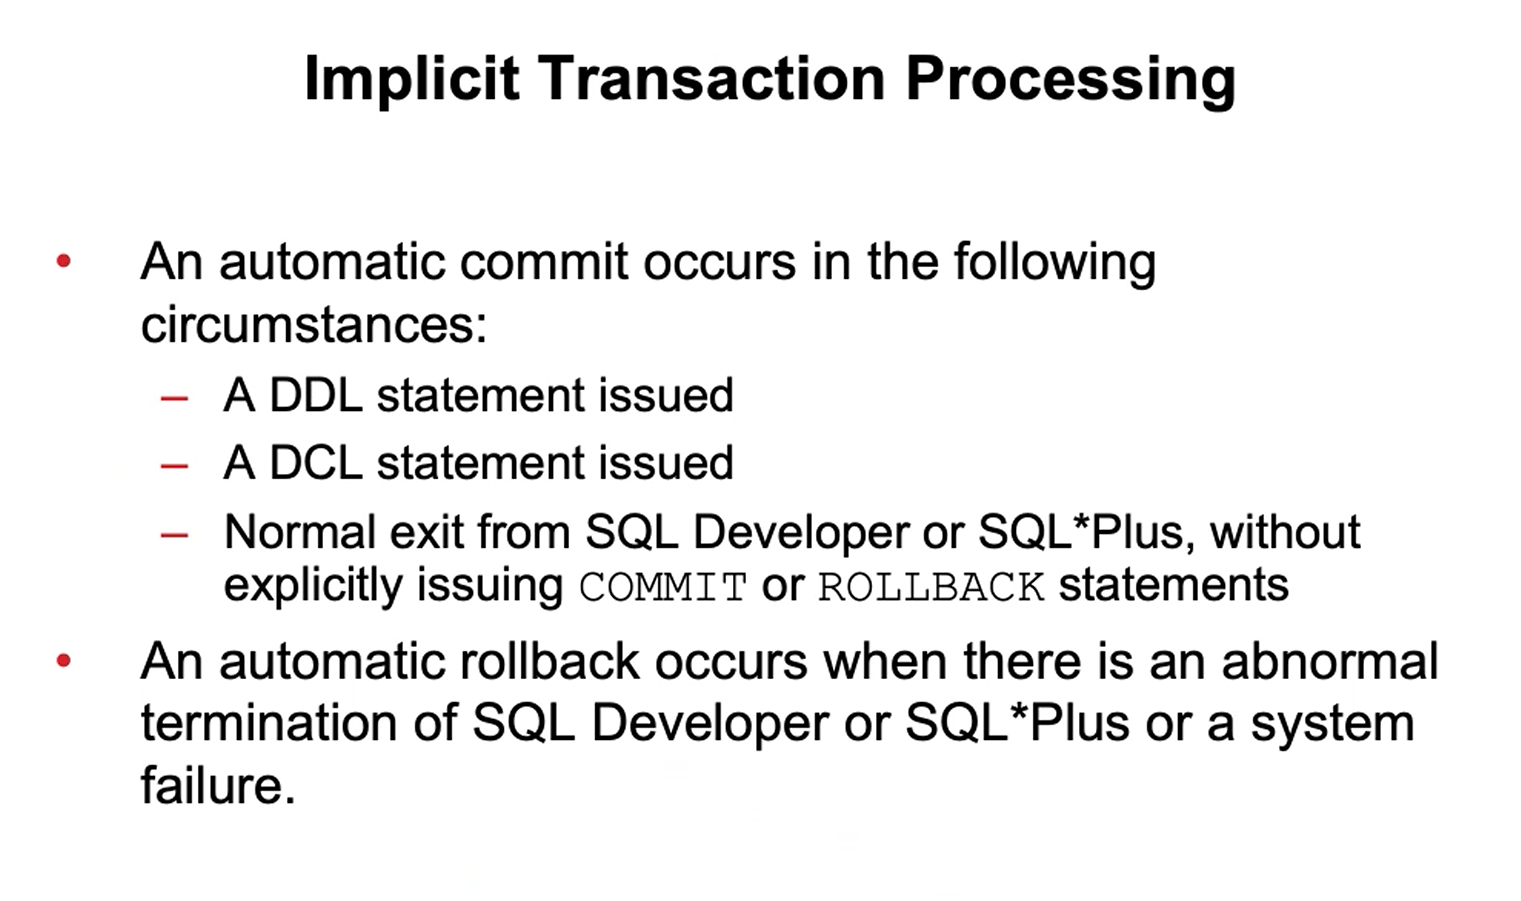 Implicit Transaction Processing
• An automatic commit occurs in the following
circumstances:
– A DDL statement issued
– A DCL statement issued
– Normal exit from SQL Developer or SQL*Plus, without
explicitly issuing COMMIT or ROLLBACK statements
• An automatic rollback occurs when there is an abnormal
termination of SQL Developer or SQL*Plus or a system
failure.